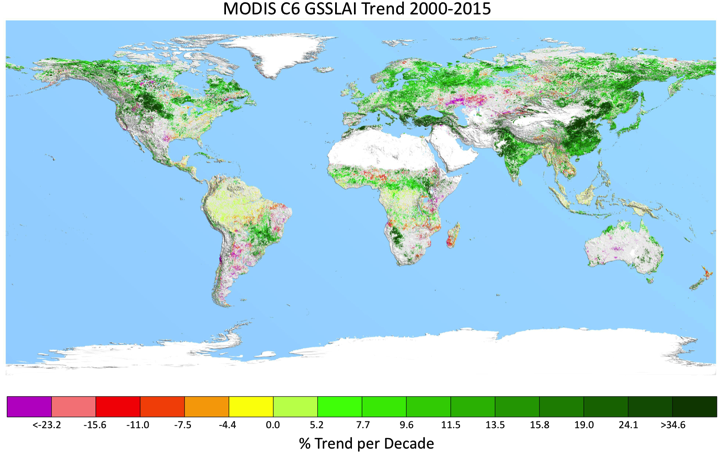 MODIS C6 GSSLAI Trend 2000-2015
<-23.2 -15.6 -11.0 -7.5 -4.4 0.0 5.2 7.7 9.6 11.5 13.5 15.8 19.0 24.1 >34.6
% Trend per Decade